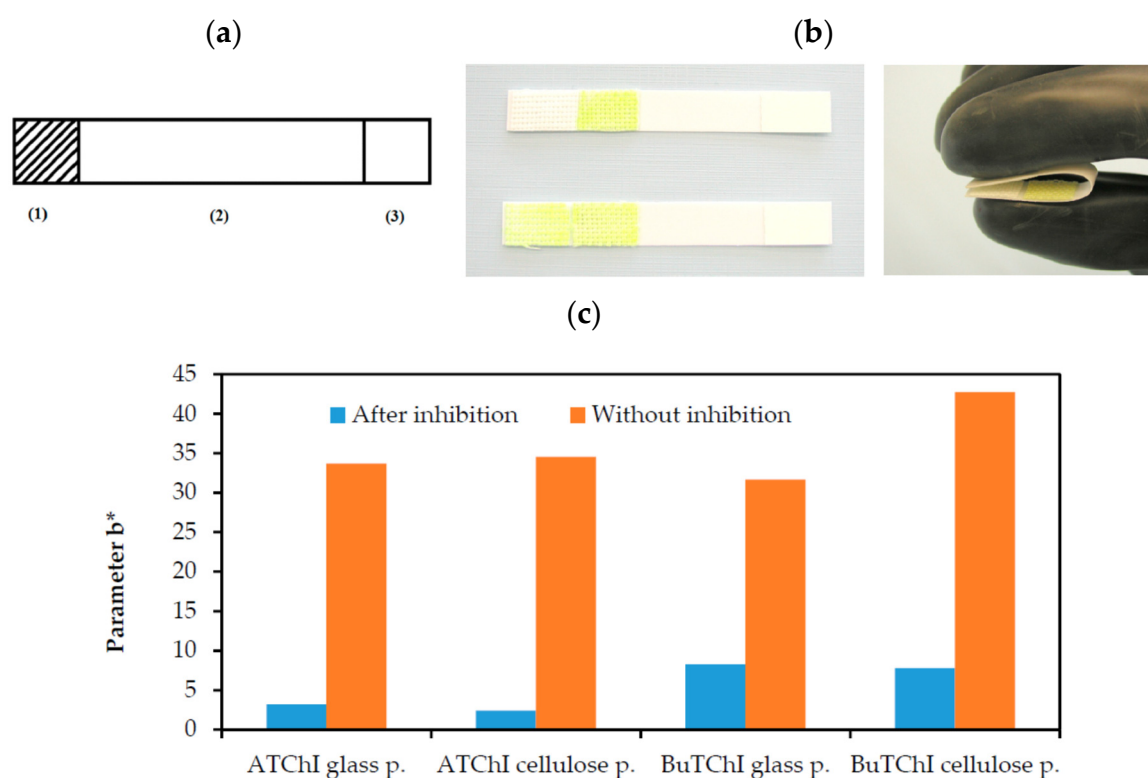 (a)
(b)
(1)
(2)
(3)
(c)
45
40
35
30
25
20
15
10
5
0
Parameter b*
After inhibition
Without inhibition
ATChI glass p.
ATChI cellulose p.
BuTChI glass p.
BuTChI cellulose p.